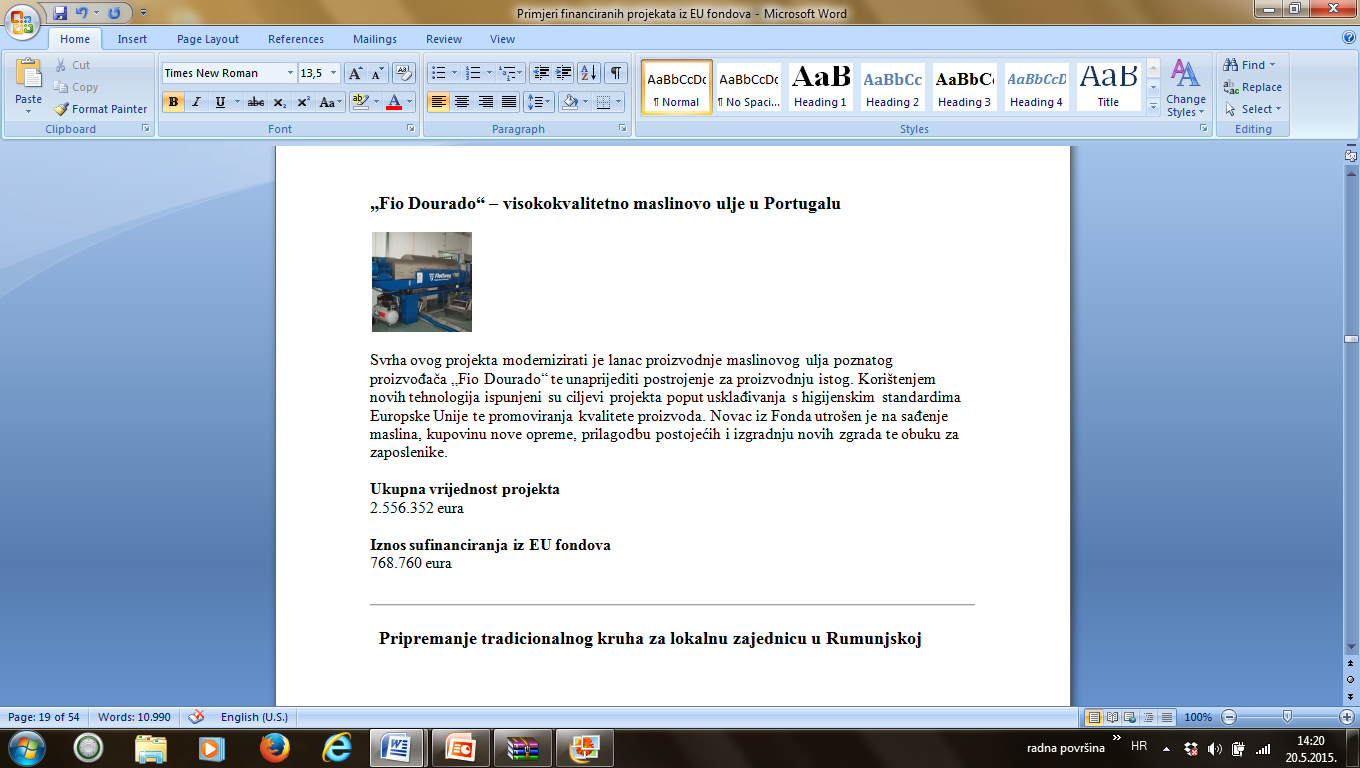 Primjeri financiranih projekata iz EU fondova - Microsoft Word
Home Insert Page Layout References Mailings Review View
Paste
Cut
Copy
Format Painter
Clipboard
Times New Roman 13,5
B I U abc x₂ x² Aa ab A
Font
Paragraph
AaBbCcDc AaBbCcDc AaB AaBbCc AaBbCc AaBbCcD AaB
¶ Normal ¶ No Spaci... Heading 1 Heading 2 Heading 3 Heading 4 Title
Change Styles
Styles
Find
Replace
Select
Editing
„Fio Dourado“ – visokokvalitetno maslinovo ulje u Portugalu
Svrha ovog projekta modernizirati je lanac proizvodnje maslinovog ulja poznatog
proizvođača „Fio Dourado“ te unaprijediti postrojenje za proizvodnju istog. Korištenjem
novih tehnologija ispunjeni su ciljevi projekta poput usklađivanja s higijenskim standardima
Europske Unije te promoviranja kvalitete proizvoda. Novac iz Fonda utrošen je na sađenje
maslina, kupovinu nove opreme, prilagodbu postojećih i izgradnju novih zgrada te obuku za
zaposlenike.
Ukupna vrijednost projekta
2.556.352 eura
Iznos sufinanciranja iz EU fondova
768.760 eura
Pripremanje tradicionalnog kruha za lokalnu zajednicu u Rumunjskoj
Page: 19 of 54 Words: 10.990 English (U.S.) 100%
radna površina HR 14:20
20.5.2015.